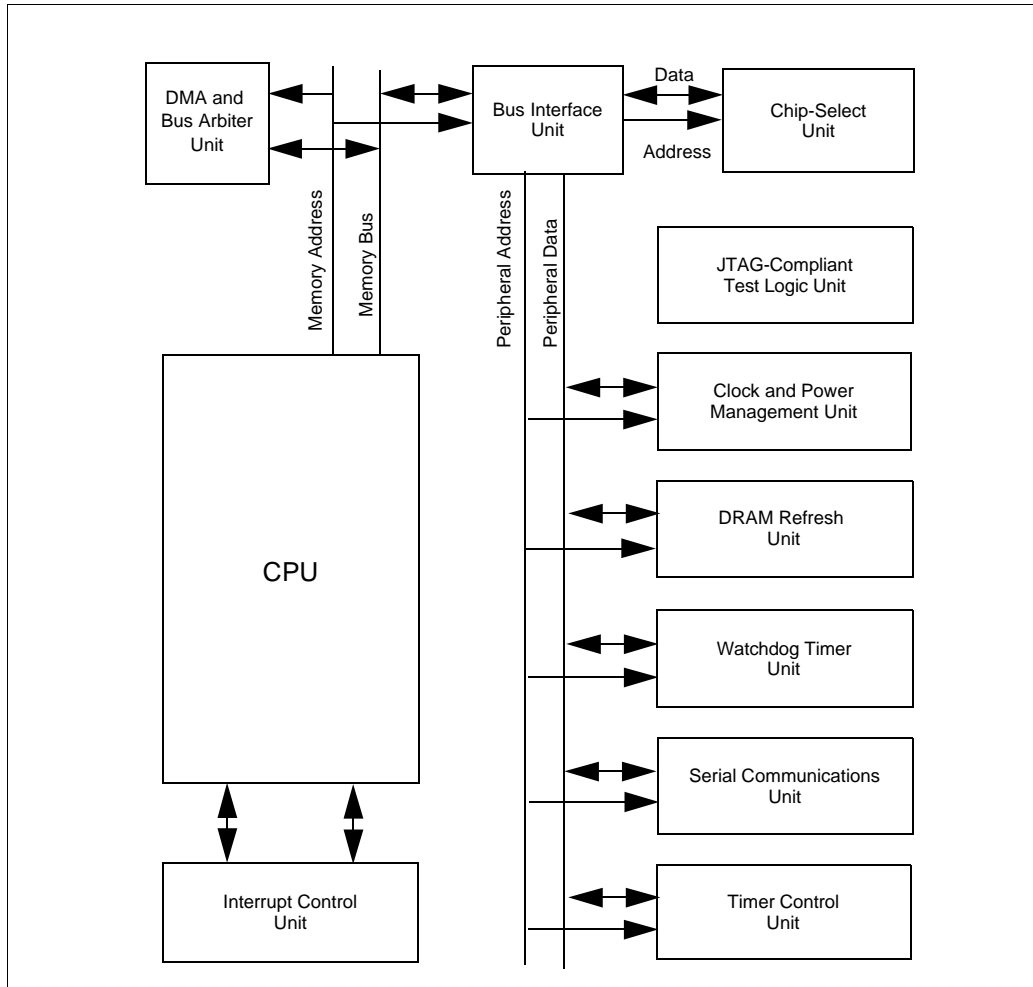 DMA and
Bus Arbiter
Unit
Bus Interface
Unit
Data
Address
Chip-Select
Unit
Memory Address
Memory Bus
Peripheral Address
Peripheral Data
JTAG-Compliant
Test Logic Unit
Clock and Power
Management Unit
DRAM Refresh
Unit
CPU
Watchdog Timer
Unit
Serial Communications
Unit
Interrupt Control
Unit
Timer Control
Unit